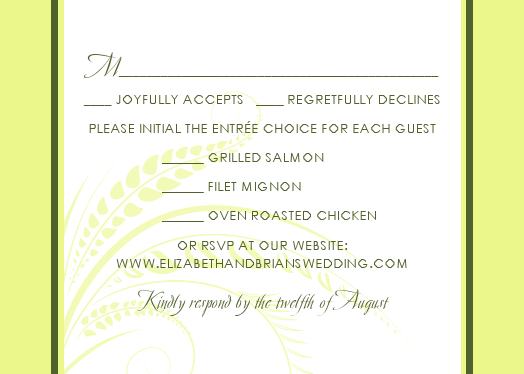 M______________________________________
____ JOYFULLY ACCEPTS ____ REGRETFULLY DECLINES
PLEASE INITIAL THE ENTRÉE CHOICE FOR EACH GUEST
______ GRILLED SALMON
______ FILET MIGNON
______ OVEN ROASTED CHICKEN
OR RSVP AT OUR WEBSITE:
WWW.ELIZABETHANDBRIANSWEDDING.COM
Kindly respond by the twelfth of August